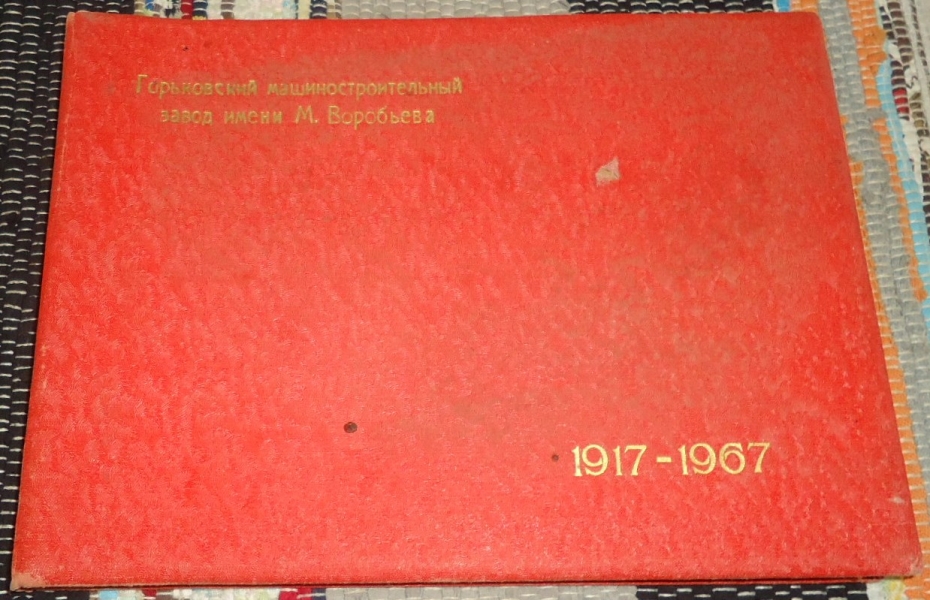 Горьковский машиностроительный
завод имени М. Воробьева
1917-1967